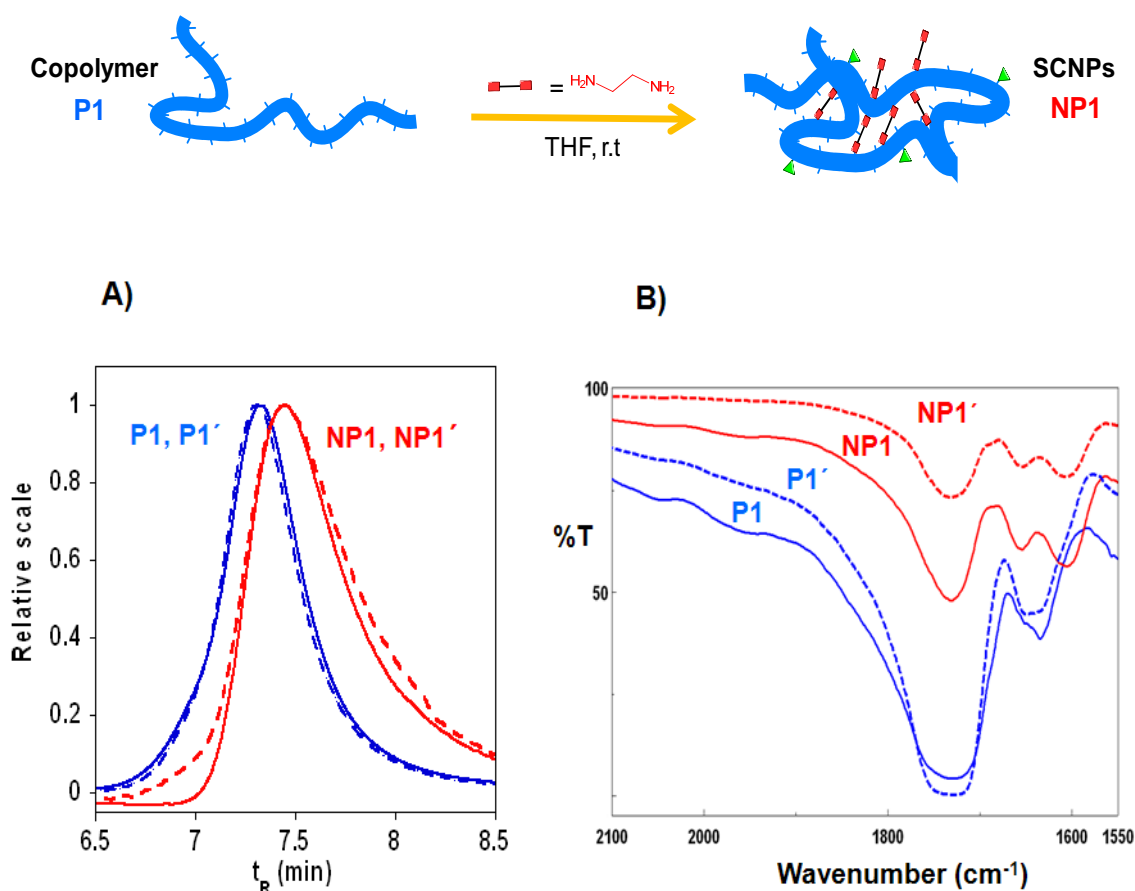 Copolymer
P1
= H₂N NH₂
THF, r.t
SCNPs
NP1
A)
B)
P1, P1´
NP1, NP1´
Relative scale
1
0.8
0.6
0.4
0.2
0
6.5 7 7.5 8 8.5
t_R (min)
NP1´
NP1
P1´
P1
%T
100
50
2100 2000 1800 1600 1550
Wavenumber (cm⁻¹)